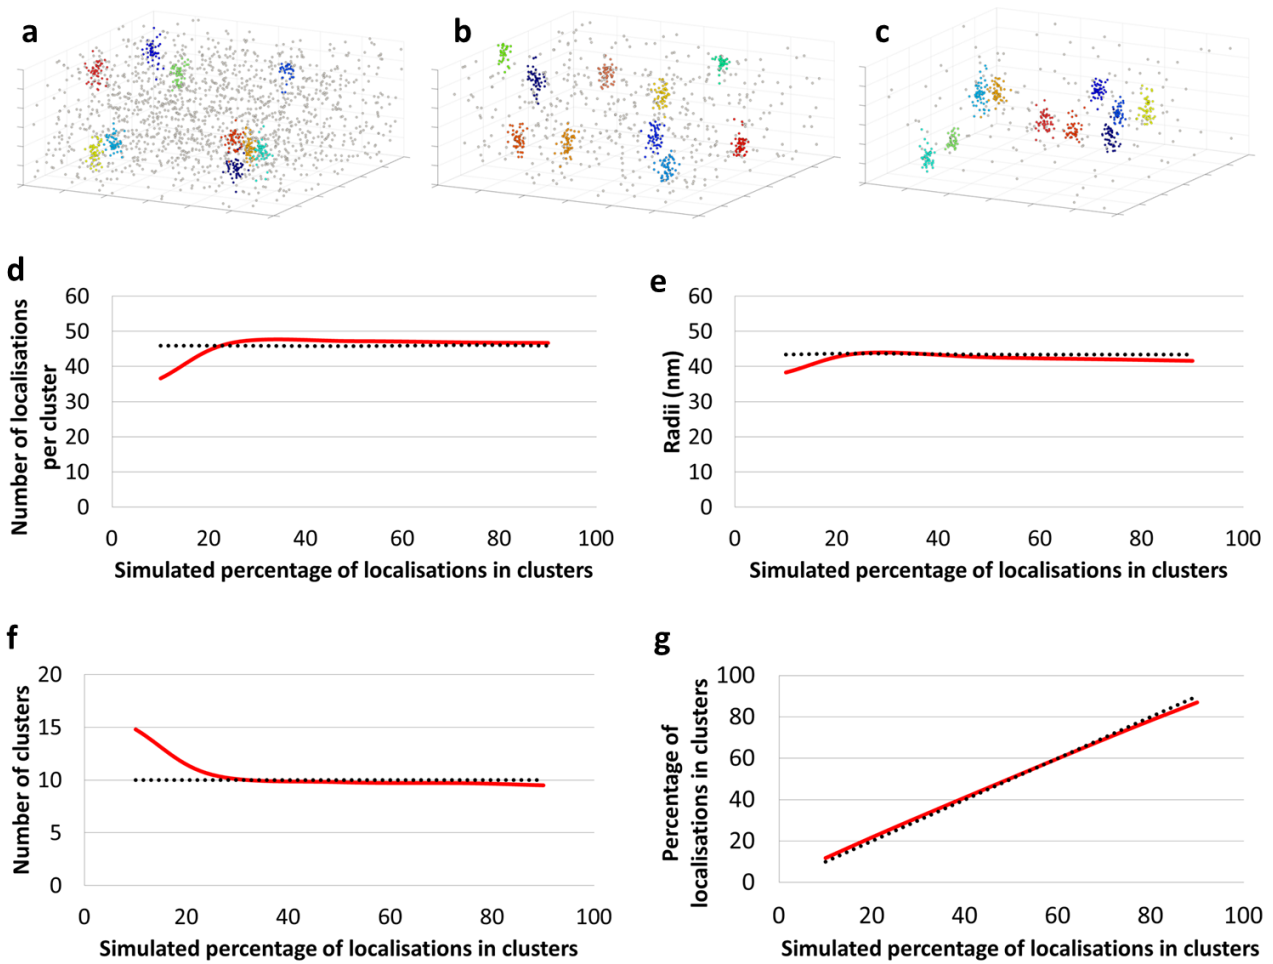 a
b
c
d
Number of localisations
per cluster
60
50
40
30
20
10
0
0 20 40 60 80 100
Simulated percentage of localisations in clusters
e
Radii (nm)
60
50
40
30
20
10
0
0 20 40 60 80 100
Simulated percentage of localisations in clusters
f
Number of clusters
20
15
10
5
0
0 20 40 60 80 100
Simulated percentage of localisations in clusters
g
Percentage of
localisations in clusters
100
80
60
40
20
0
0 20 40 60 80 100
Simulated percentage of localisations in clusters